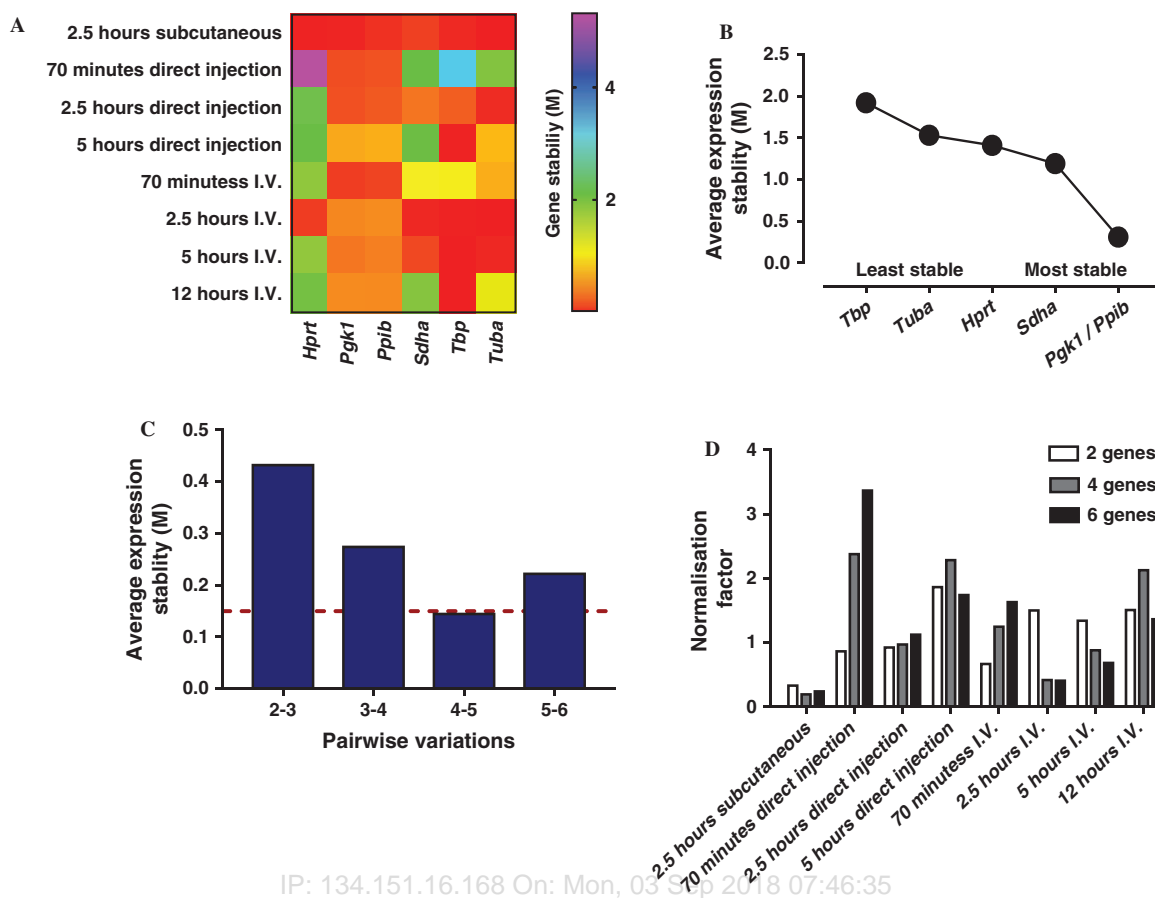 A
2.5 hours subcutaneous
70 minutes direct injection
2.5 hours direct injection
5 hours direct injection
70 minutess I.V.
2.5 hours I.V.
5 hours I.V.
12 hours I.V.
Hprt
Pgk1
Ppib
Sdha
Tbp
Tuba
Gene stabiliy (M)
4
2
B
Average expression
stablity (M)
2.0
1.5
1.0
0.5
0.0
Least stable
Most stable
Tbp
Tuba
Hprt
Sdha
Pgk1 / Ppib
C
Average expression
stablity (M)
0.5
0.4
0.3
0.2
0.1
0.0
2-3
3-4
4-5
5-6
Pairwise variations
D
Normalisation
factor
4
3
2
1
0
2 genes
4 genes
6 genes
2.5 hours subcutaneous
70 minutes direct injection
2.5 hours direct injection
5 hours direct injection
70 minutess I.V.
2.5 hours I.V.
5 hours I.V.
12 hours I.V.
IP: 134.151.16.168 On: Mon, 03 Sep 2018 07:46:35